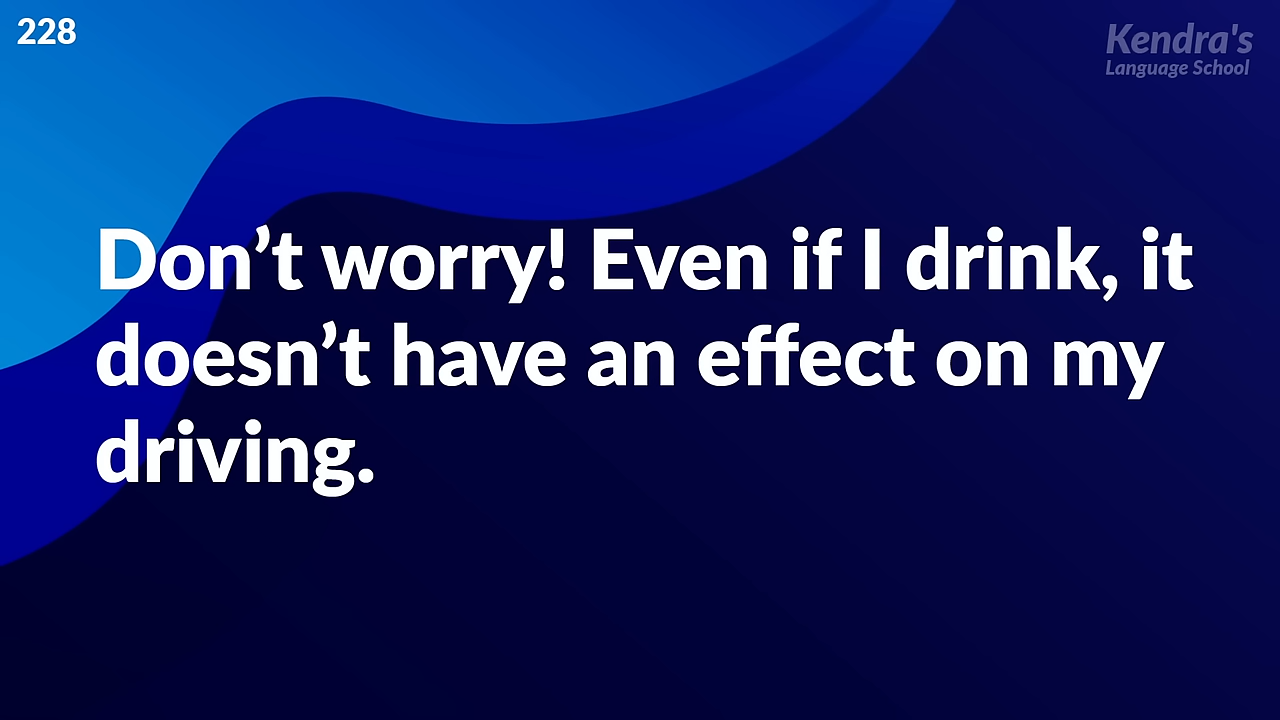 228
Kendra's
Language School
Don’t worry! Even if I drink, it
doesn’t have an effect on my
driving.